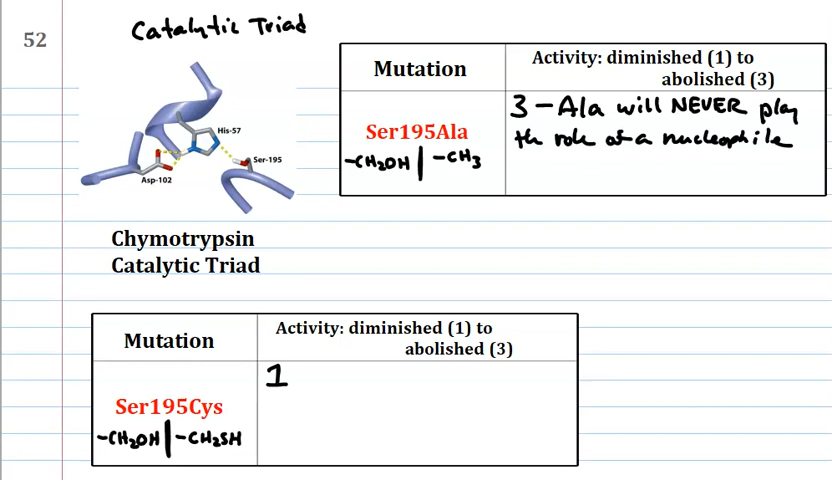 52
Catalytic Triad
Mutation
Activity: diminished (1) to
abolished (3)
Ser195Ala
-CH2OH | -CH3
3 - Ala will NEVER play
the role of a nucleophile
His-57
Ser-195
Asp-102
Chymotrypsin
Catalytic Triad
Mutation
Activity: diminished (1) to
abolished (3)
Ser195Cys
-CH2OH | -CH2SH
1